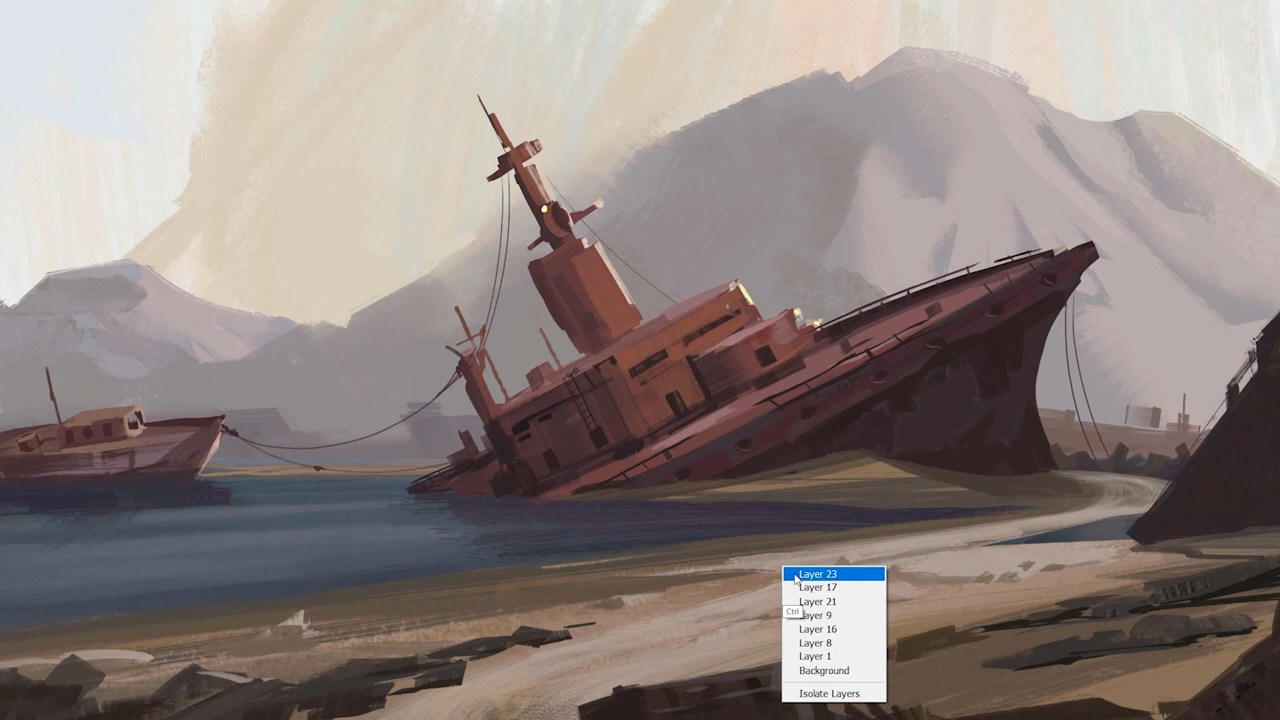 Layer 23
Layer 17
Layer 21
Ctrl
Layer 9
Layer 16
Layer 8
Layer 1
Background
Isolate Layers